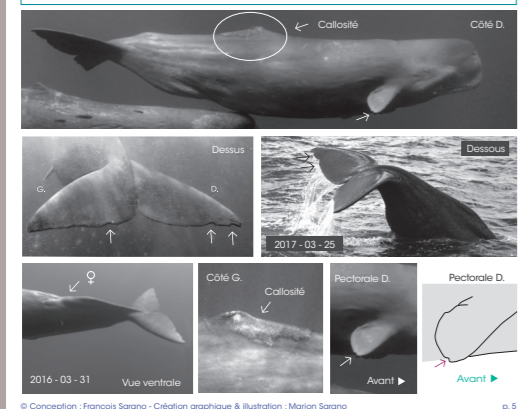 Callosité
Côté D.
Dessus
G.
D.
Dessous
2017 - 03 - 25
♀
2016 - 03 - 31
Vue ventrale
Côté G.
Callosité
Pectorale D.
Avant ▶
Pectorale D.
Avant ▶
© Conception : François Sarano - Création graphique & illustration : Marion Sarano
p. 5